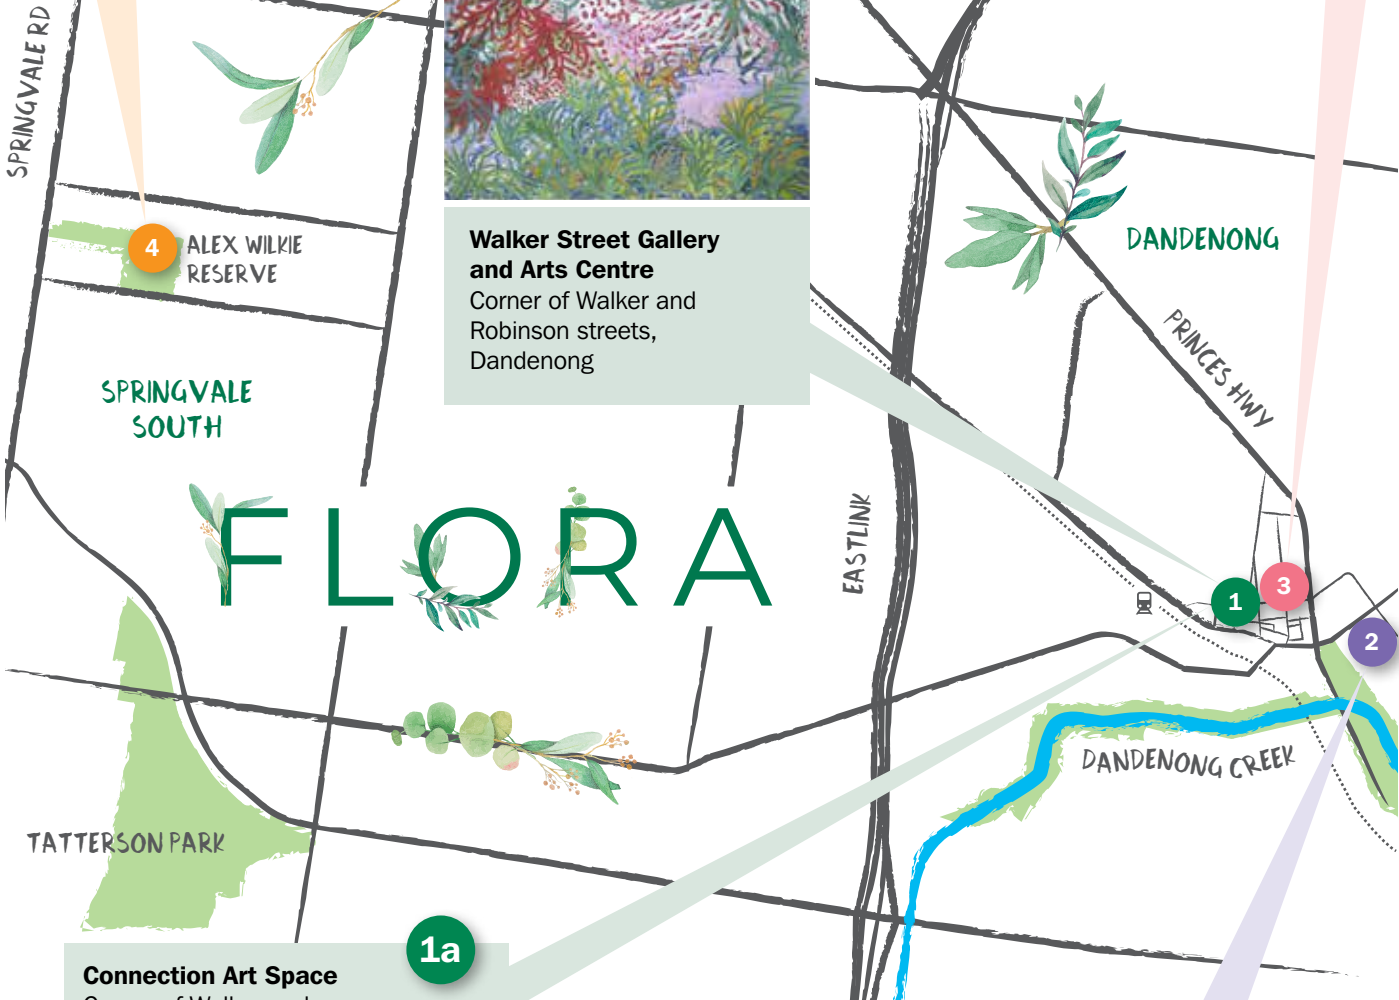 SPRINGVALE RD
4
ALEX WILKIE
RESERVE
Walker Street Gallery
and Arts Centre
Corner of Walker and
Robinson streets,
Dandenong
DANDENONG
PRINCES HWY
SPRINGVALE
SOUTH
FLORA
EASTLINK
1
3
2
DANDENONG CREEK
TATTERSON PARK
1a
Connection Art Space